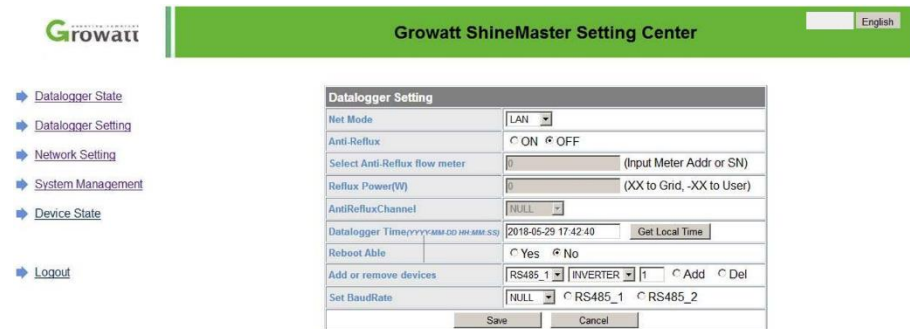 Growatt
Growatt ShineMaster Setting Center
English
Datalogger State
Datalogger Setting
Network Setting
System Management
Device State
Logout
Datalogger Setting
Net Mode LAN
Anti-Reflux ON OFF
Select Anti-Reflux flow meter 0 (Input Meter Addr or SN)
Reflux Power(W) 0 (XX to Grid, -XX to User)
AntiRefluxChannel NULL
Datalogger Time(YYYY-MM-DD HH:MM:SS) 2018-05-29 17:42:40 Get Local Time
Reboot Able Yes No
Add or remove devices RS485_1 INVERTER 1 Add Del
Set BaudRate NULL RS485_1 RS485_2
Save Cancel